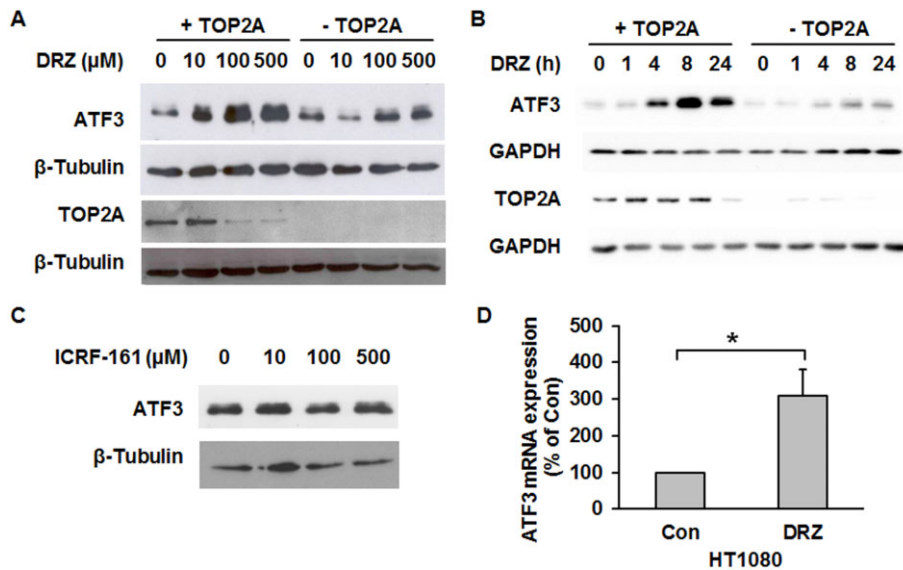 A
+ TOP2A - TOP2A
DRZ (µM) 0 10 100 500 0 10 100 500
ATF3
β-Tubulin
TOP2A
β-Tubulin
B
+ TOP2A - TOP2A
DRZ (h) 0 1 4 8 24 0 1 4 8 24
ATF3
GAPDH
TOP2A
GAPDH
C
ICRF-161 (µM) 0 10 100 500
ATF3
β-Tubulin
D
ATF3 mRNA expression
(% of Con)
500
400
300
200
100
0
*
Con DRZ
HT1080